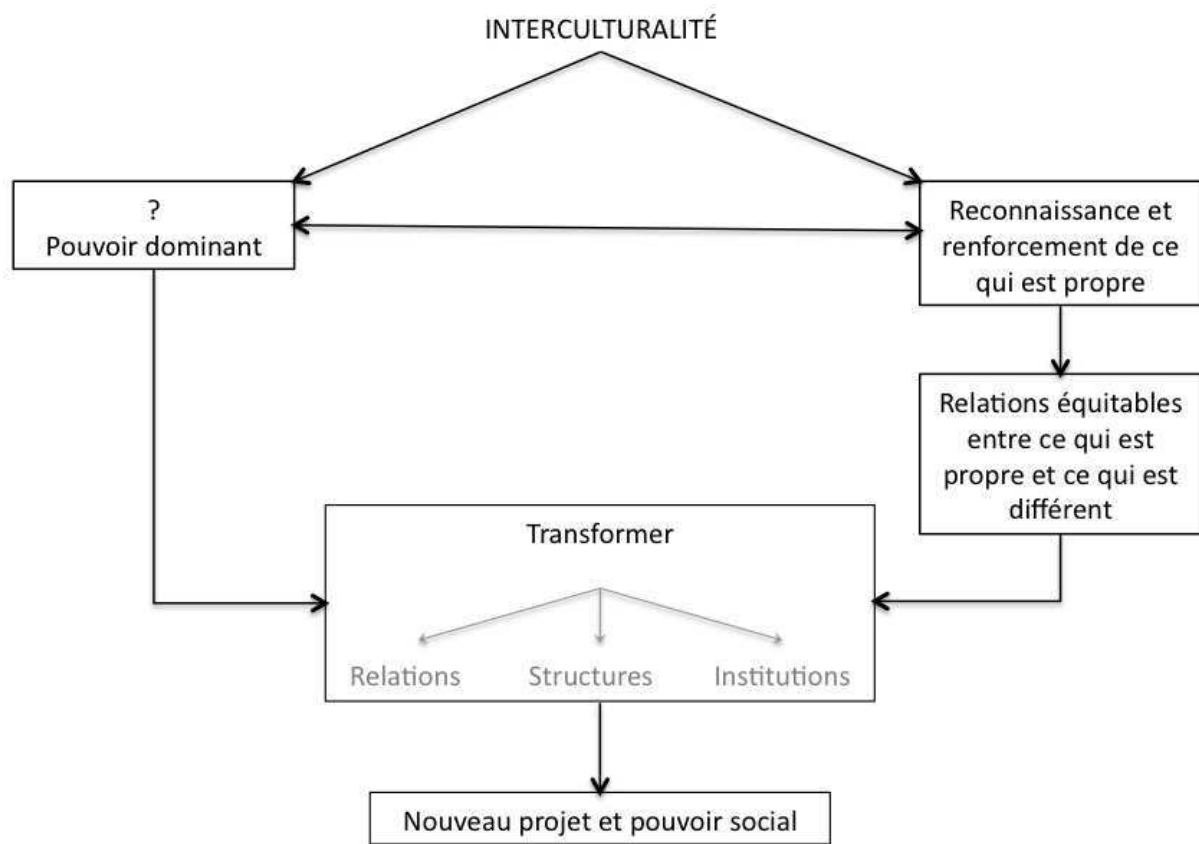 INTERCULTURALITÉ
?
Pouvoir dominant
Reconnaissance et
renforcement de ce
qui est propre
Relations équitables
entre ce qui est
propre et ce qui est
différent
Transformer
Relations
Structures
Institutions
Nouveau projet et pouvoir social